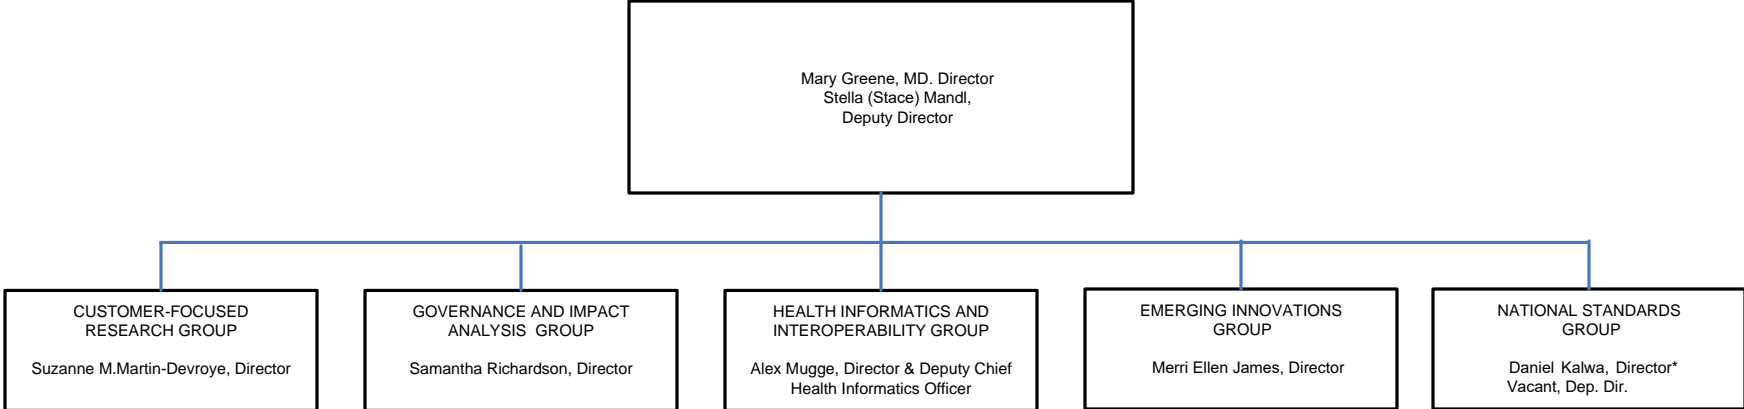 Mary Greene, MD. Director
Stella (Stace) Mandl,
Deputy Director
CUSTOMER-FOCUSED
RESEARCH GROUP
Suzanne M.Martin-Devroye, Director
GOVERNANCE AND IMPACT
ANALYSIS GROUP
Samantha Richardson, Director
HEALTH INFORMATICS AND
INTEROPERABILITY GROUP
Alex Mugge, Director & Deputy Chief
Health Informatics Officer
EMERGING INNOVATIONS
GROUP
Merri Ellen James, Director
NATIONAL STANDARDS
GROUP
Daniel Kalwa, Director*
Vacant, Dep. Dir.